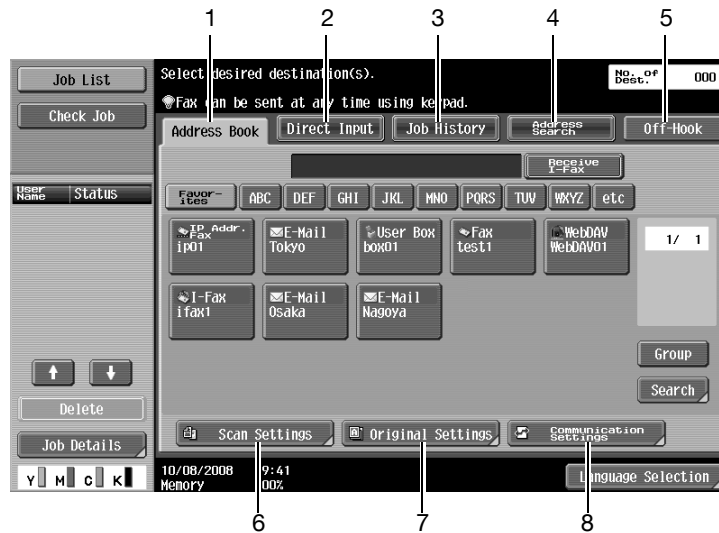 1 2 3 4 5
Job List
Check Job
User Name Status
Delete
Job Details
Y M C K
Select desired destination(s).
No. of Dest. 000
Fax can be sent at any time using keypad.
Address Book Direct Input Job History Address Search Off-Hook
Receive I-Fax
Favor-ites ABC DEF GHI JKL MNO PQRS TUV WXYZ etc
IP Addr. Fax ip01
E-Mail Tokyo
User Box box01
Fax test1
WebDAV WebDAV01
1/ 1
I-Fax ifax1
E-Mail Osaka
E-Mail Nagoya
Group
Search
Scan Settings Original Settings Communication Settings
10/08/2008 9:41
Memory 00%
Language Selection
6 7 8